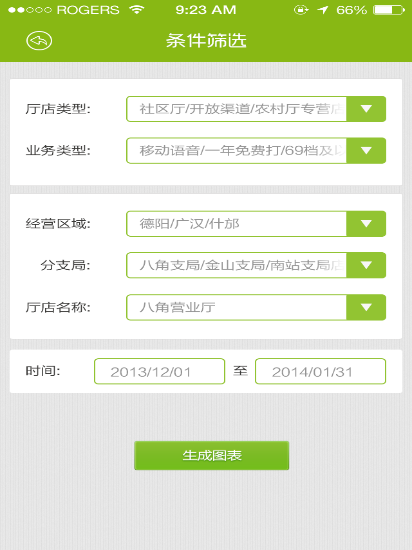 ROGERS 9:23 AM 66%
条件筛选
厅店类型: 社区厅/开放渠道/农村厅专营店
业务类型: 移动语音/一年免费打/69档及以
经营区域: 德阳/广汉/什邡
分支局: 八角支局/金山支局/南站支局店
厅店名称: 八角营业厅
时间: 2013/12/01 至 2014/01/31
生成图表